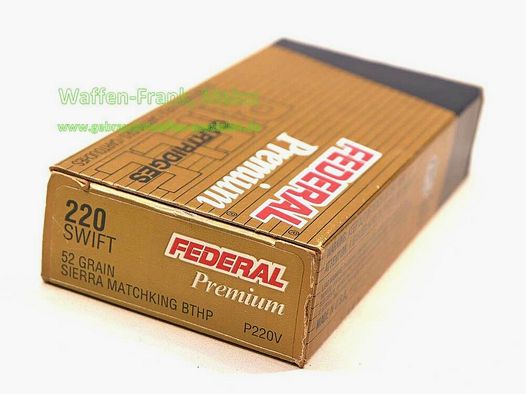 Waffen-Frank
FEDERAL
Premium
CARTRIDGES
220
SWIFT
52 GRAIN
SIERRA MATCHKING BTHP
FEDERAL
Premium
P220V